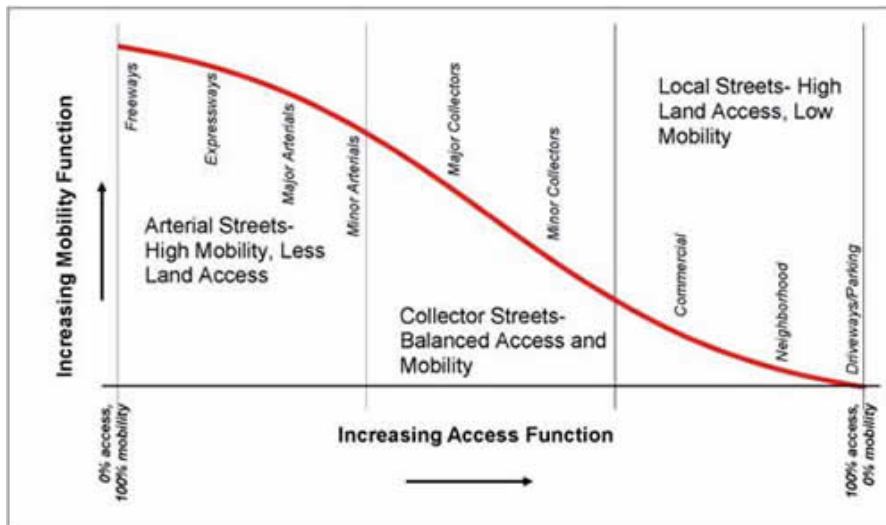 Increasing Mobility Function
Freeways
Expressways
Major Arterials
Minor Arterials
Major Collectors
Minor Collectors
Commercial
Neighborhood
Driveways/Parking
Arterial Streets-
High Mobility, Less
Land Access
Collector Streets-
Balanced Access and
Mobility
Local Streets- High
Land Access, Low
Mobility
0% access,
100% mobility
Increasing Access Function
100% access,
0% mobility